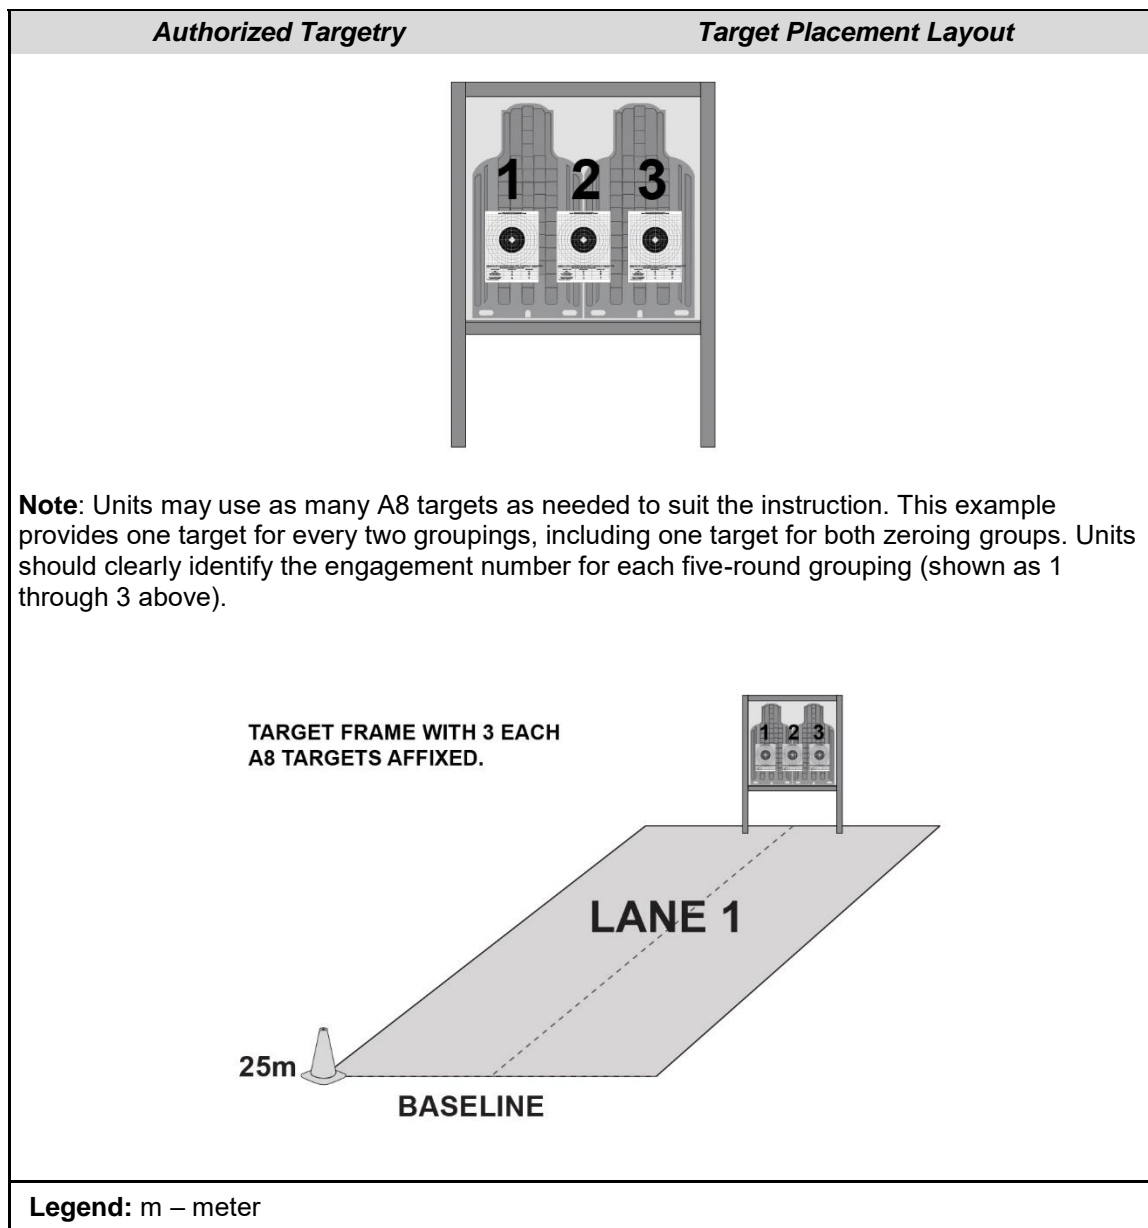 Authorized Targetry Target Placement Layout
1 2 3
Note: Units may use as many A8 targets as needed to suit the instruction. This example
provides one target for every two groupings, including one target for both zeroing groups. Units
should clearly identify the engagement number for each five-round grouping (shown as 1
through 3 above).
TARGET FRAME WITH 3 EACH
A8 TARGETS AFFIXED.
1 2 3
LANE 1
25m
BASELINE
Legend: m – meter